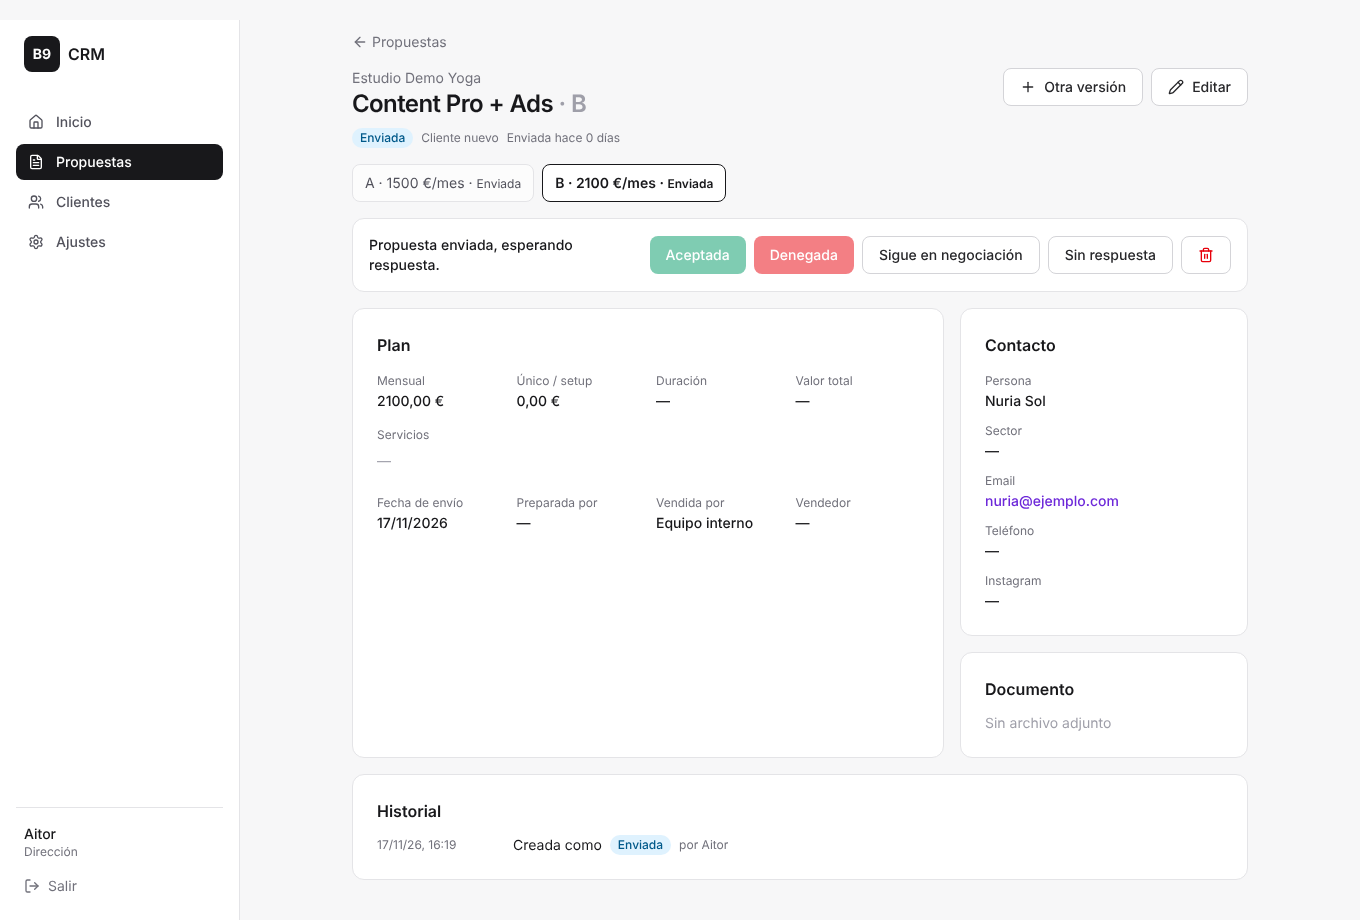 B9 CRM
Inicio
Propuestas
Clientes
Ajustes
Aitor
Dirección
Salir
← Propuestas
Estudio Demo Yoga
Content Pro + Ads · B
Enviada Cliente nuevo Enviada hace 0 días
+ Otra versión
Editar
A · 1500 €/mes · Enviada
B · 2100 €/mes · Enviada
Propuesta enviada, esperando
respuesta.
Aceptada
Denegada
Sigue en negociación
Sin respuesta
Plan
Mensual
2100,00 €
Único / setup
0,00 €
Duración
—
Valor total
—
Servicios
—
Fecha de envío
17/11/2026
Preparada por
—
Vendida por
Equipo interno
Vendedor
—
Contacto
Persona
Nuria Sol
Sector
—
Email
nuria@ejemplo.com
Teléfono
—
Instagram
—
Documento
Sin archivo adjunto
Historial
17/11/26, 16:19 Creada como Enviada por Aitor